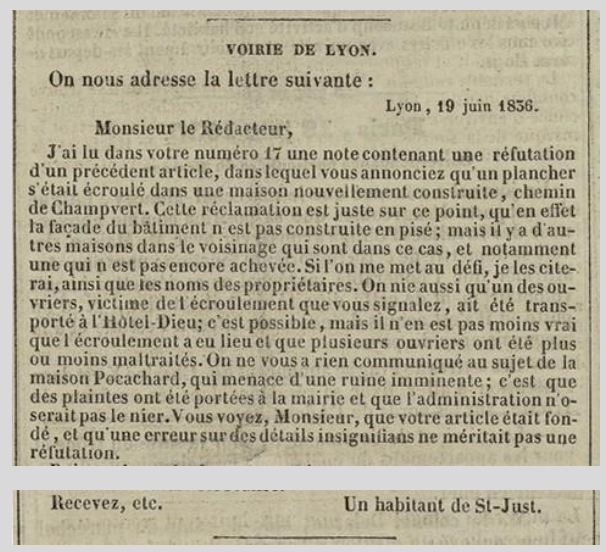 VOIRIE DE LYON.
On nous adresse la lettre suivante :
Lyon, 19 juin 1836.
Monsieur le Rédacteur,
J'ai lu dans votre numéro 17 une note contenant une réfutation
d'un précédent article, dans lequel vous annonciez qu'un plancher
s'était écroulé dans une maison nouvellement construite, chemin
de Champvert. Cette réclamation est juste sur ce point, qu'en effet
la façade du bâtiment n est pas construite en pisé; mais il y a d'au-
tres maisons dans le voisinage qui sont dans ce cas, et notamment
une qui n est pas encore achevée. Si l'on me met au défi, je les cite-
rai, ainsi que les noms des propriétaires. On nie aussi qu'un des ou-
vriers, victime de l'écroulement que vous signalez, ait été trans-
porté à l'Hôtel-Dieu; c'est possible, mais il n'en est pas moins vrai
que l'écroulement a eu lieu et que plusieurs ouvriers ont été plus
ou moins maltraités. On ne vous a rien communiqué au sujet de la
maison Pocachard, qui menace d'une ruine imminente; c'est que
des plaintes ont été portées à la mairie et que l'administration n'o-
serait pas le nier. Vous voyez, Monsieur, que votre article était fon-
dé, et qu'une erreur sur des détails insignifians ne méritait pas une
réfutation.
Recevez, etc.
Un habitant de St-Just.